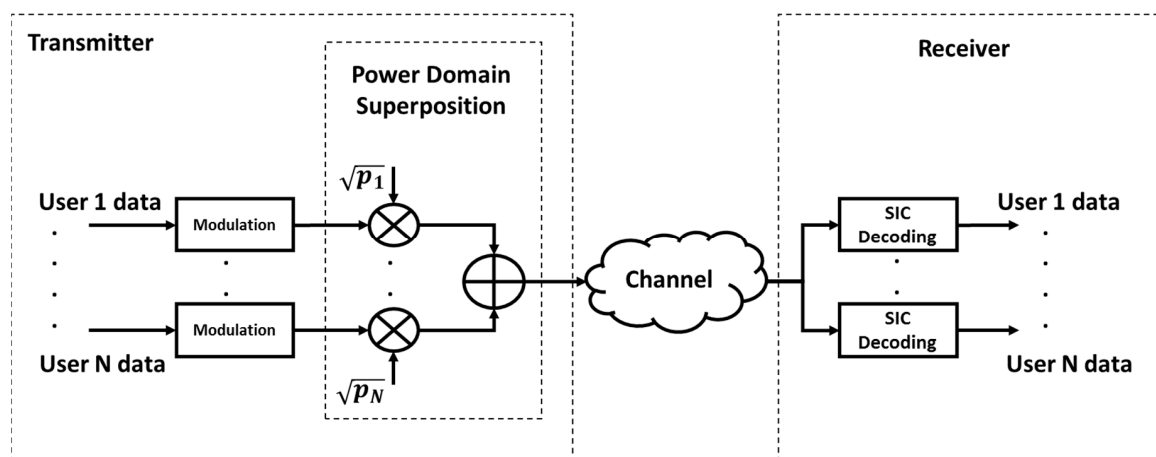 Transmitter
Receiver
Power Domain
Superposition
√p₁
User 1 data
Modulation
SIC
Decoding
User 1 data
Channel
Modulation
SIC
Decoding
User N data
User N data
√p_N